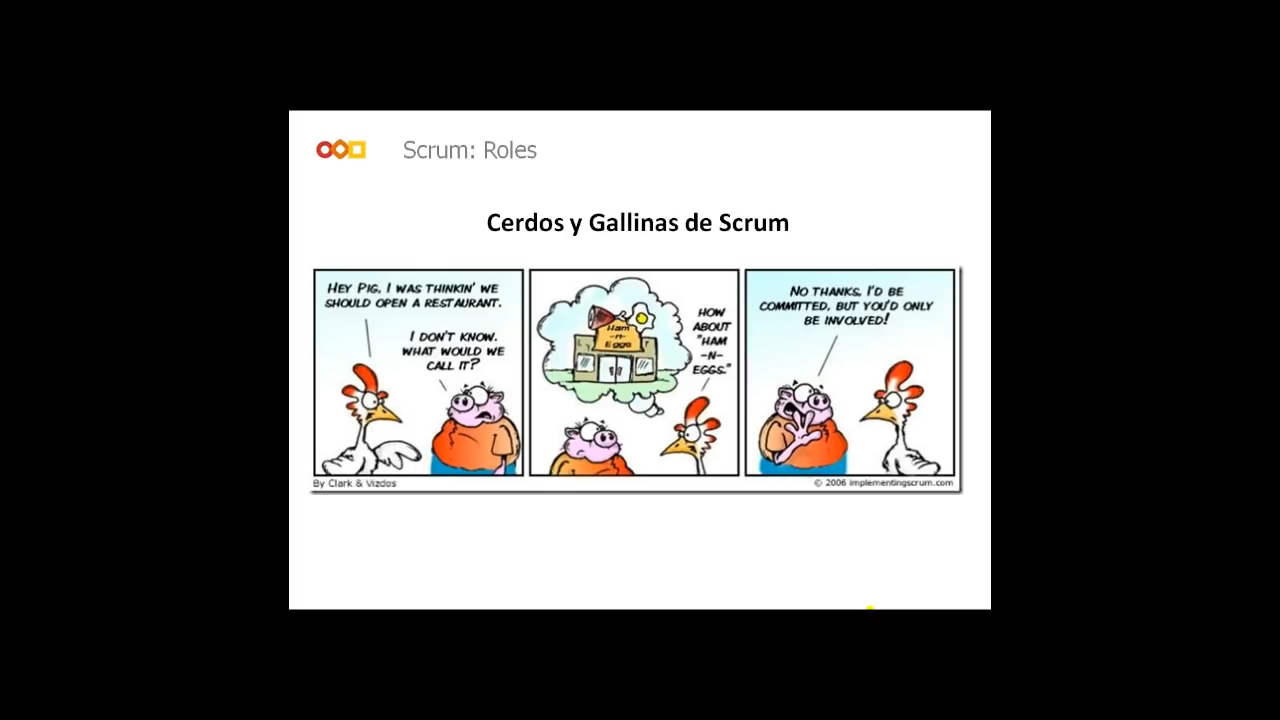 Scrum: Roles
Cerdos y Gallinas de Scrum
HEY PIG, I WAS THINKIN' WE
SHOULD OPEN A RESTAURANT.
I DON'T KNOW.
WHAT WOULD WE
CALL IT?
Ham
-n-
Eggs
HOW
ABOUT
"HAM
-N-
EGGS."
NO THANKS, I'D BE
COMMITTED, BUT YOU'D ONLY
BE INVOLVED!
By Clark & Vizdos
© 2006 implementingscrum.com